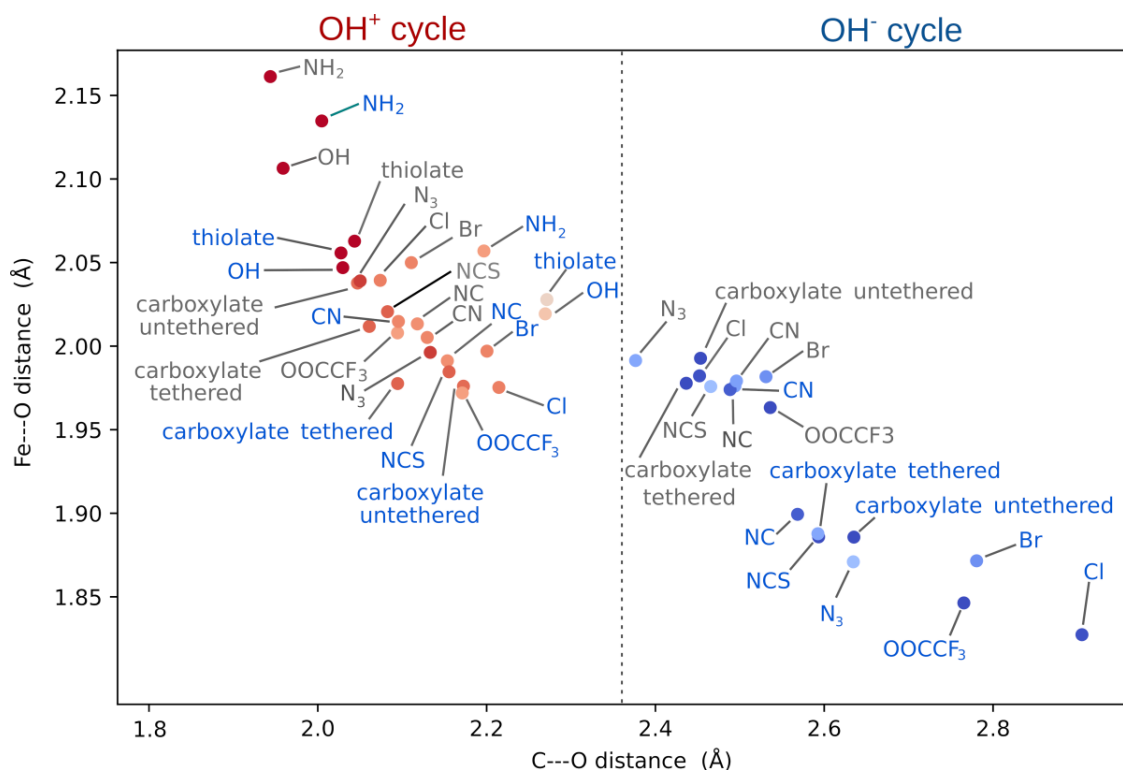 OH⁺ cycle
OH⁻ cycle
Fe---O distance (Å)
2.15
2.10
2.05
2.00
1.95
1.90
1.85
NH₂
NH₂
OH
thiolate
N₃
Cl
Br
NH₂
thiolate
OH
thiolate
OH
carboxylate
untethered
NCS
NC
CN
CN
NC
Br
carboxylate
tethered
OOCCF₃
N₃
carboxylate tethered
NCS
carboxylate
untethered
OOCCF₃
Cl
N₃
carboxylate untethered
Cl
CN
Br
CN
NCS
NC
OOCCF3
carboxylate
tethered
carboxylate tethered
carboxylate untethered
NC
NCS
N₃
Br
Cl
OOCCF₃
1.8
2.0
2.2
2.4
2.6
2.8
C---O distance (Å)